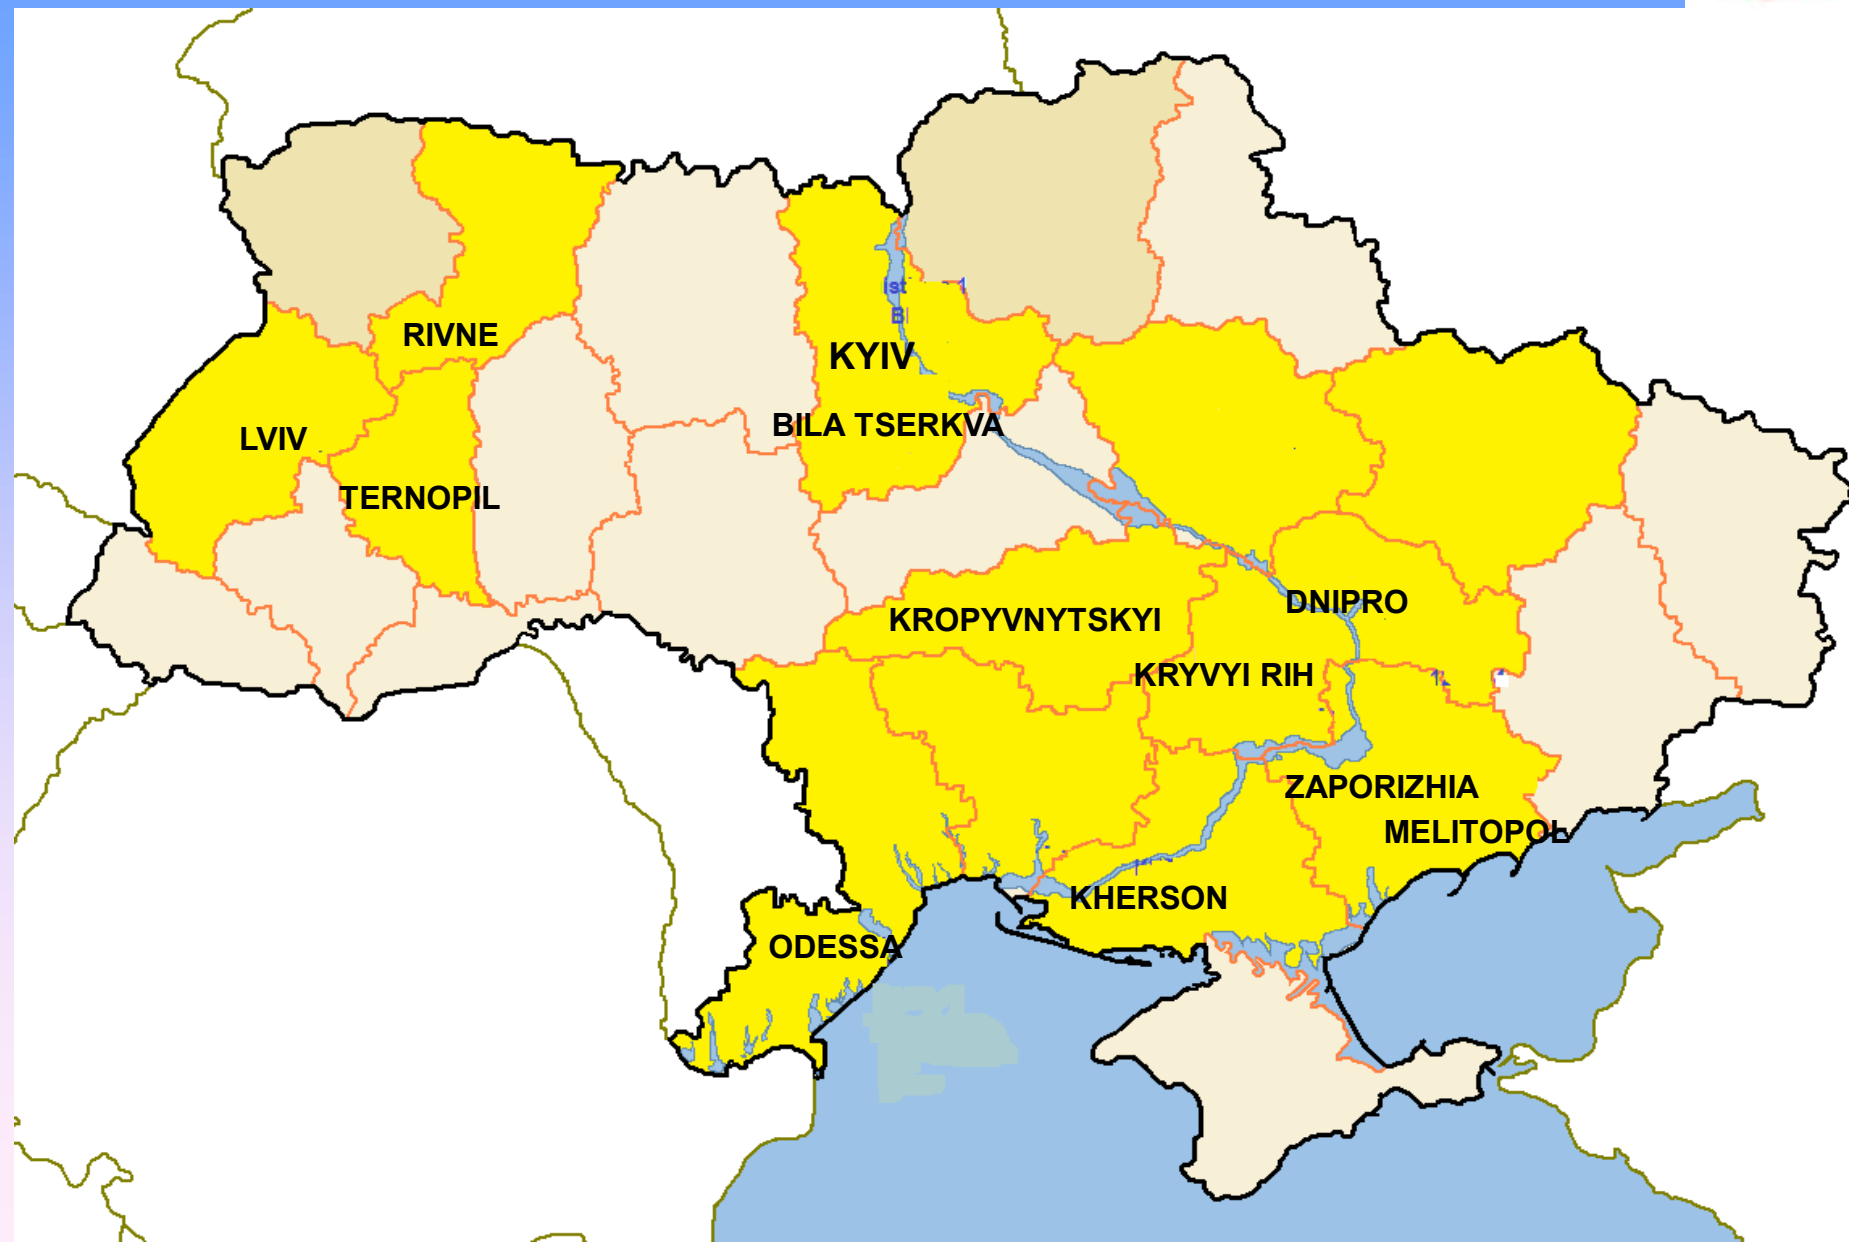 RIVNE
KYIV
BILA TSERKVA
LVIV
TERNOPIL
DNIPRO
KROPYVNYTSKYI
KRYVYI RIH
ZAPORIZHIA
MELITOPOL
KHERSON
ODESSA